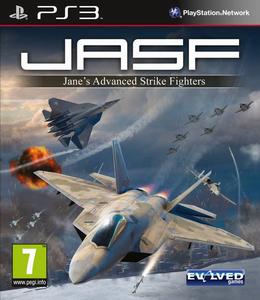 PS3
PlayStation Network
JASF
Jane's Advanced Strike Fighters
7
www.pegi.info
EVOLVED
games